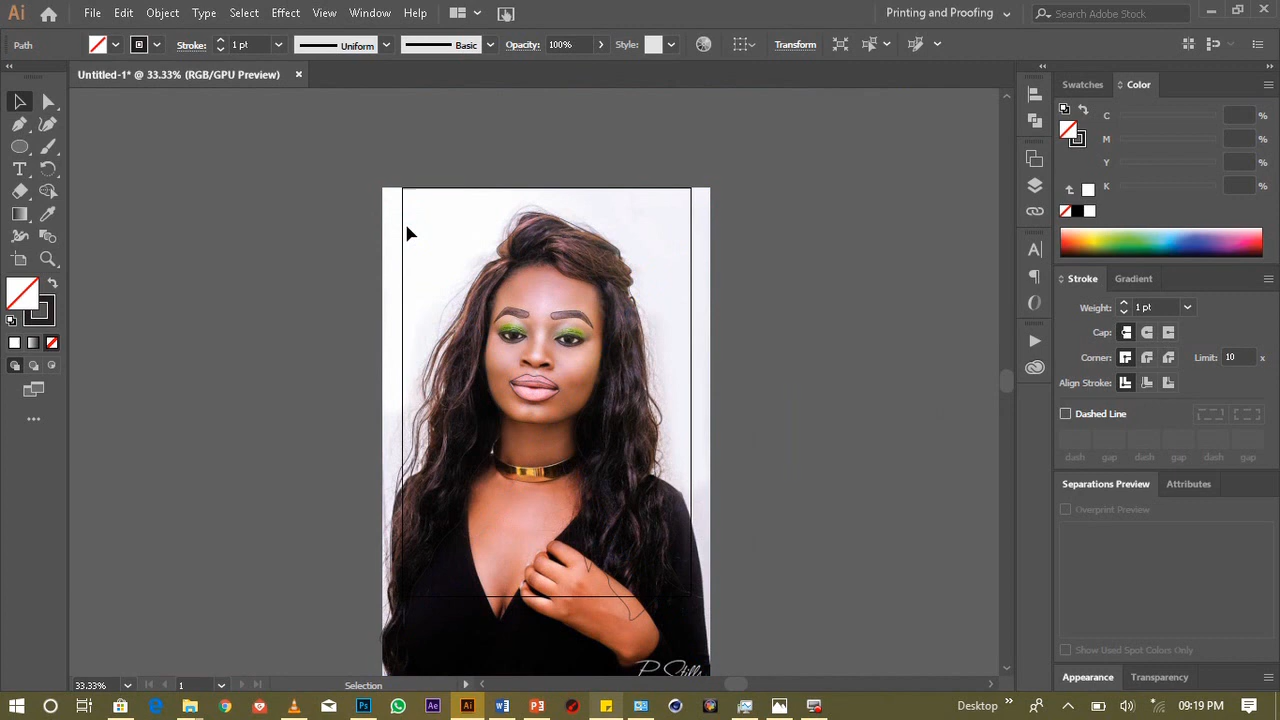 Ai File Edit Object Type Select Effect View Window Help Printing and Proofing Search Adobe Stock
Path Stroke: 1 pt Uniform Basic Opacity: 100% Style: Transform
Untitled-1* @ 33.33% (RGB/GPU Preview)
Swatches Color
C %
M %
Y %
K %
Stroke Gradient
Weight: 1 pt
Cap:
Corner: Limit: 10 x
Align Stroke:
Dashed Line
dash gap dash gap dash gap
Separations Preview Attributes
Overprint Preview
Show Used Spot Colors Only
Appearance Transparency
33.33% 1 Selection
Ps Ae Ai Desktop 09:19 PM